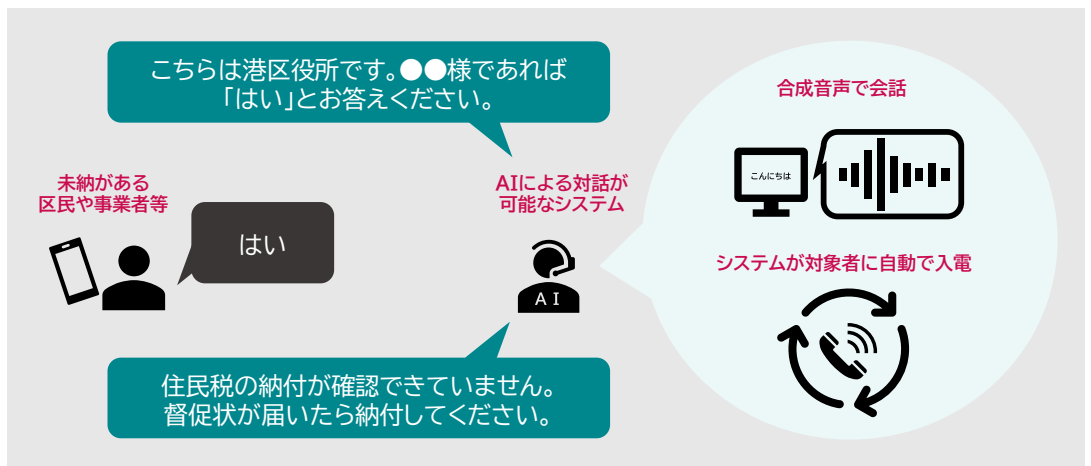 こちらは港区役所です。●●様であれば
「はい」とお答えください。
合成音声で会話
こんにちは
未納がある
区民や事業者等
はい
AIによる対話が
可能なシステム
AI
システムが対象者に自動で入電
住民税の納付が確認できていません。
督促状が届いたら納付してください。